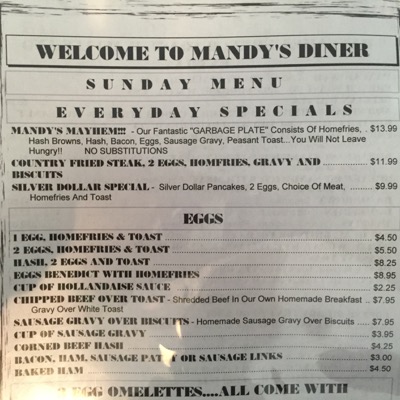 WELCOME TO MANDY'S DINER
SUNDAY MENU
EVERYDAY SPECIALS
MANDY'S MAYHEM!!! - Our Fantastic "GARBAGE PLATE" Consists Of Homefries, . $13.99
Hash Browns, Hash, Bacon, Eggs, Sausage Gravy, Peasant Toast...You Will Not Leave
Hungry!! NO SUBSTITUTIONS
COUNTRY FRIED STEAK, 2 EGGS, HOMFRIES, GRAVY AND $11.99
BISCUITS
SILVER DOLLAR SPECIAL - Silver Dollar Pancakes, 2 Eggs, Choice Of Meat, $9.99
Homefries And Toast
EGGS
1 EGG, HOMEFRIES & TOAST $4.50
2 EGGS, HOMEFRIES & TOAST $5.50
HASH, 2 EGGS AND TOAST $8.25
EGGS BENEDICT WITH HOMEFRIES $8.95
CUP OF HOLLANDAISE SAUCE $2.25
CHIPPED BEEF OVER TOAST - Shredded Beef In Our Own Homemade Breakfast .. $7.95
Gravy Over White Toast
SAUSAGE GRAVY OVER BISCUITS - Homemade Sausage Gravy Over Biscuits ..... $7.95
CUP OF SAUSAGE GRAVY $3.95
CORNED BEEF HASH $4.25
BACON, HAM, SAUSAGE PATTY OR SAUSAGE LINKS $3.00
BAKED HAM $4.50
EGG OMELETTES....ALL COME WITH